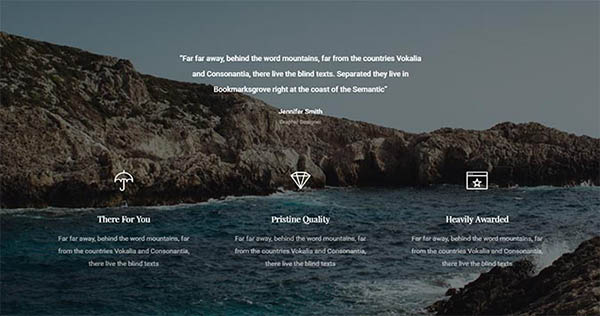 “Far far away, behind the word mountains, far from the countries Vokalia
and Consonantia, there live the blind texts. Separated they live in
Bookmarksgrove right at the coast of the Semantic”
Jennifer Smith
Graphic Designer
There For You
Far far away, behind the word mountains, far
from the countries Vokalia and Consonantia,
there live the blind texts
Pristine Quality
Far far away, behind the word mountains, far
from the countries Vokalia and Consonantia,
there live the blind texts
Heavily Awarded
Far far away, behind the word mountains, far
from the countries Vokalia and Consonantia,
there live the blind texts